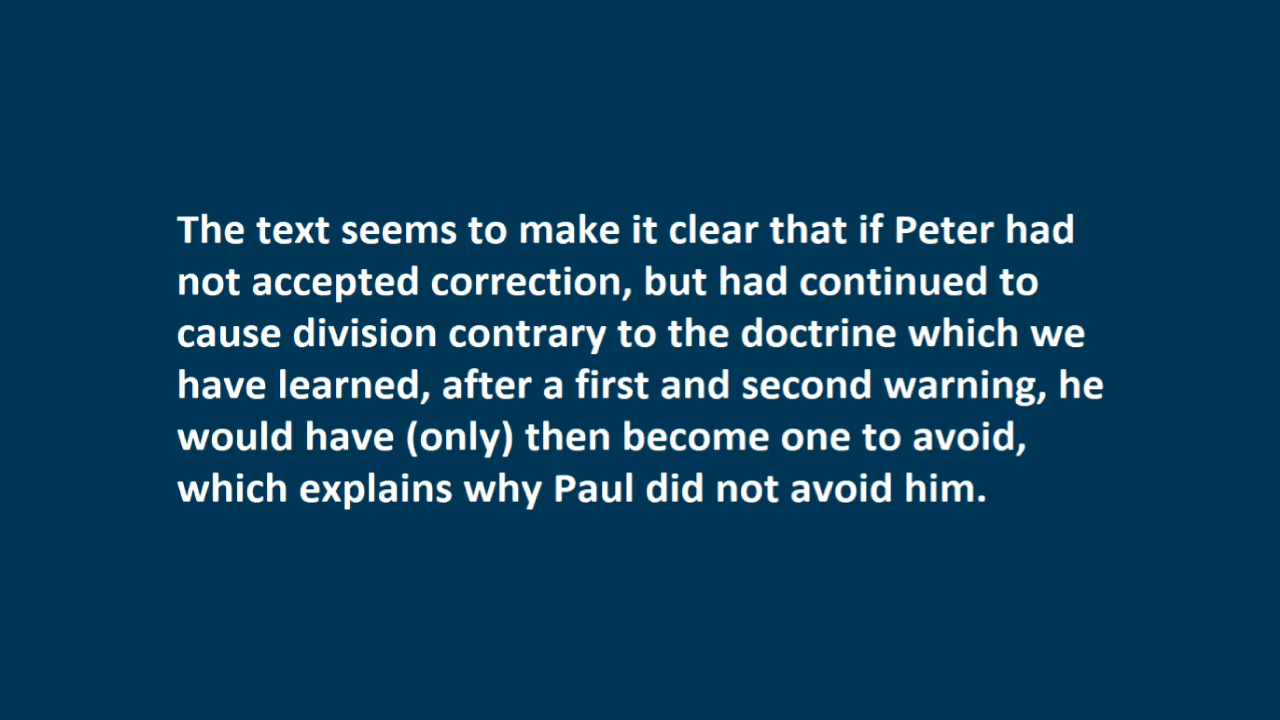 The text seems to make it clear that if Peter had
not accepted correction, but had continued to
cause division contrary to the doctrine which we
have learned, after a first and second warning, he
would have (only) then become one to avoid,
which explains why Paul did not avoid him.